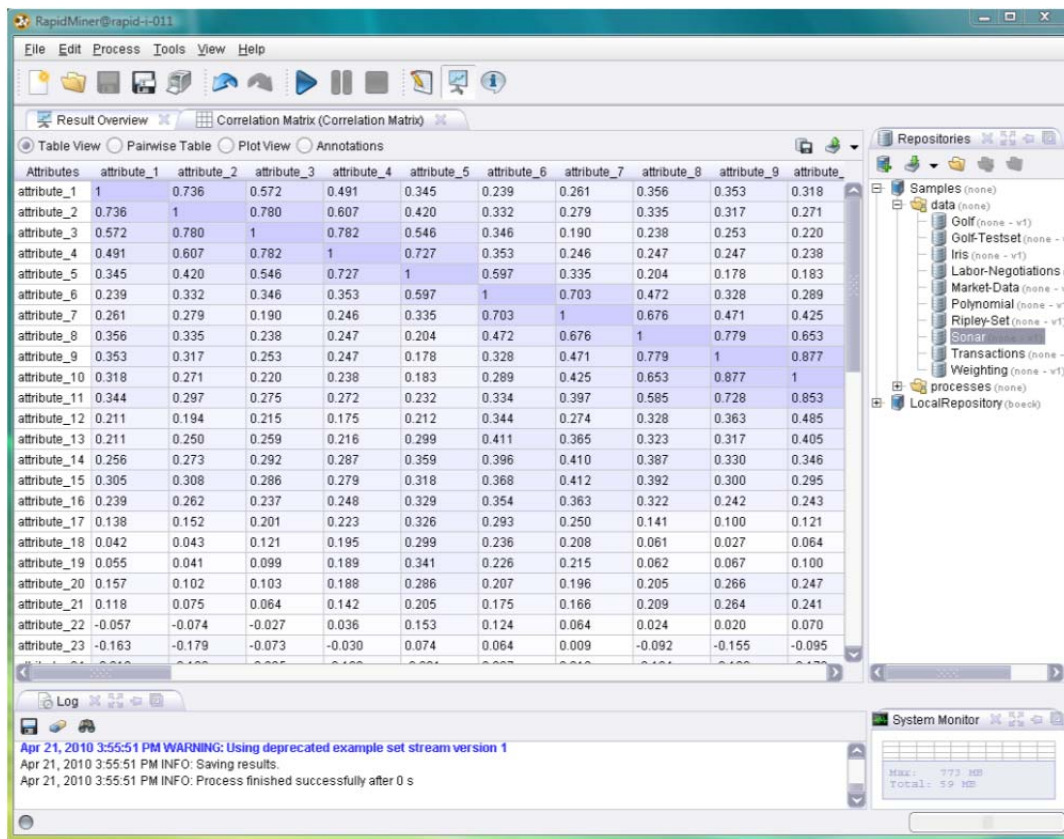 RapidMiner@rapid-i-011
File Edit Process Tools View Help
Result Overview Correlation Matrix (Correlation Matrix)
Table View Pairwise Table Plot View Annotations
Attributes attribute_1 attribute_2 attribute_3 attribute_4 attribute_5 attribute_6 attribute_7 attribute_8 attribute_9 attribute_
attribute_1 1 0.736 0.572 0.491 0.345 0.239 0.261 0.356 0.353 0.318
attribute_2 0.736 1 0.780 0.607 0.420 0.332 0.279 0.335 0.317 0.271
attribute_3 0.572 0.780 1 0.782 0.546 0.346 0.190 0.238 0.253 0.220
attribute_4 0.491 0.607 0.782 1 0.727 0.353 0.246 0.247 0.247 0.238
attribute_5 0.345 0.420 0.546 0.727 1 0.597 0.335 0.204 0.178 0.183
attribute_6 0.239 0.332 0.346 0.353 0.597 1 0.703 0.472 0.328 0.289
attribute_7 0.261 0.279 0.190 0.246 0.335 0.703 1 0.676 0.471 0.425
attribute_8 0.356 0.335 0.238 0.247 0.204 0.472 0.676 1 0.779 0.653
attribute_9 0.353 0.317 0.253 0.247 0.178 0.328 0.471 0.779 1 0.877
attribute_10 0.318 0.271 0.220 0.238 0.183 0.289 0.425 0.653 0.877 1
attribute_11 0.344 0.297 0.275 0.272 0.232 0.334 0.397 0.585 0.728 0.853
attribute_12 0.211 0.194 0.215 0.175 0.212 0.344 0.274 0.328 0.363 0.485
attribute_13 0.211 0.250 0.259 0.216 0.299 0.411 0.365 0.323 0.317 0.405
attribute_14 0.256 0.273 0.292 0.287 0.359 0.396 0.410 0.387 0.330 0.346
attribute_15 0.305 0.308 0.286 0.279 0.318 0.368 0.412 0.392 0.300 0.295
attribute_16 0.239 0.262 0.237 0.248 0.329 0.354 0.363 0.322 0.242 0.243
attribute_17 0.138 0.152 0.201 0.223 0.326 0.293 0.250 0.141 0.100 0.121
attribute_18 0.042 0.043 0.121 0.195 0.299 0.236 0.208 0.061 0.027 0.064
attribute_19 0.055 0.041 0.099 0.189 0.341 0.226 0.215 0.062 0.067 0.100
attribute_20 0.157 0.102 0.103 0.188 0.286 0.207 0.196 0.205 0.266 0.247
attribute_21 0.118 0.075 0.064 0.142 0.205 0.175 0.166 0.209 0.264 0.241
attribute_22 -0.057 -0.074 -0.027 0.036 0.153 0.124 0.064 0.024 0.020 0.070
attribute_23 -0.163 -0.179 -0.073 -0.030 0.074 0.064 0.009 -0.092 -0.155 -0.095
Repositories
Samples (none)
data (none)
Golf (none - v1)
Golf-Testset (none -
Iris (none - v1)
Labor-Negotiations
Market-Data (none - v
Polynomial (none - v
Ripley-Set (none - v1
Sonar
Transactions (none -
Weighting (none - v1)
processes (none)
LocalRepository (boeck)
Log
Apr 21, 2010 3:55:51 PM WARNING: Using deprecated example set stream version 1
Apr 21, 2010 3:55:51 PM INFO: Saving results.
Apr 21, 2010 3:55:51 PM INFO: Process finished successfully after 0 s
System Monitor
Max: 773 MB
Total: 59 MB